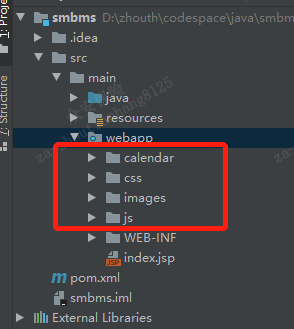 1: Project
Z: Structure
smbms D:\zhouth\codespace\java\smbm
.idea
src
main
java
resources
webapp
calendar
css
images
js
WEB-INF
index.jsp
pom.xml
smbms.iml
External Libraries